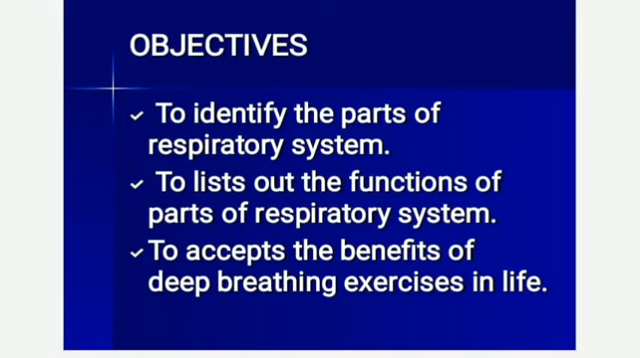 OBJECTIVES
✓ To identify the parts of
respiratory system.
✓ To lists out the functions of
parts of respiratory system.
✓ To accepts the benefits of
deep breathing exercises in life.